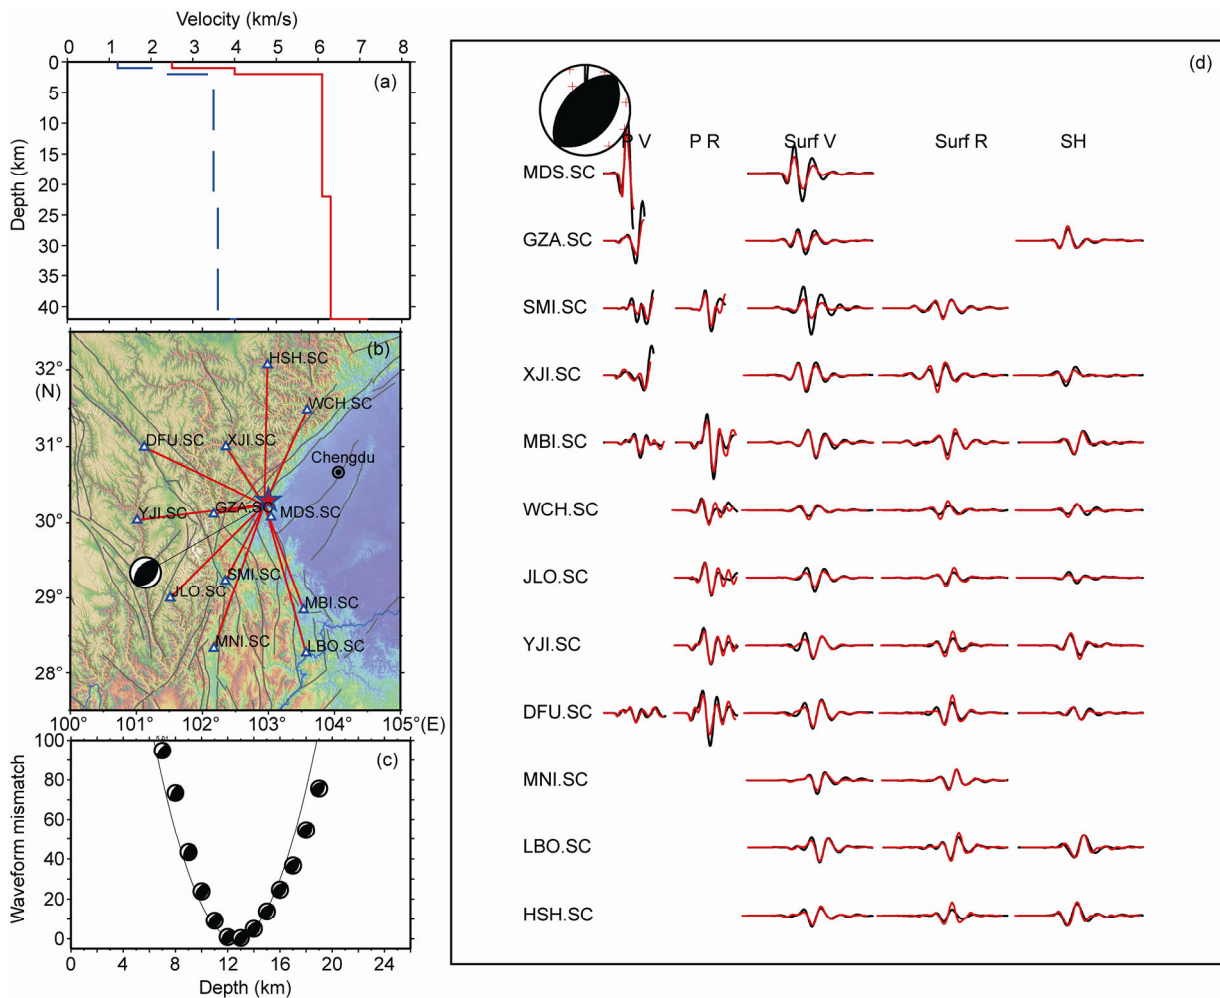 Velocity (km/s)
0 1 2 3 4 5 6 7 8
Depth (km)
0
5
10
15
20
25
30
35
40
(a)
(b)
32°
(N)
31°
30°
29°
28°
HSH.SC
WCH.SC
DFU.SC
XJI.SC
Chengdu
YJI.SC
GZA.SC
MDS.SC
SMI.SC
JLO.SC
MBI.SC
MNI.SC
LBO.SC
100 101° 102 103 104 105°(E)
(c)
Waveform mismatch
100
80
60
40
20
0
0 4 8 12 16 20 24
Depth (km)
(d)
P V P R Surf V Surf R SH
MDS.SC
GZA.SC
SMI.SC
XJI.SC
MBI.SC
WCH.SC
JLO.SC
YJI.SC
DFU.SC
MNI.SC
LBO.SC
HSH.SC